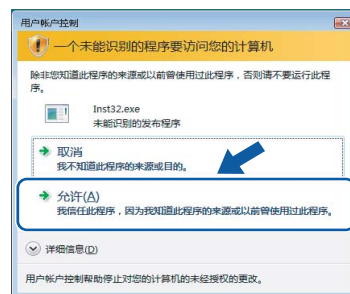 用户帐户控制
一个未能识别的程序要访问您的计算机
除非您知道此程序的来源或以前曾使用过此程序，否则请不要运行此程
序。
Inst32.exe
未能识别的发布程序
取消
我不知道此程序的来源或目的。
允许(A)
我信任此程序，因为我知道此程序的来源或以前曾使用过此程序。
详细信息(D)
用户帐户控制帮助停止对您的计算机的未经授权的更改。